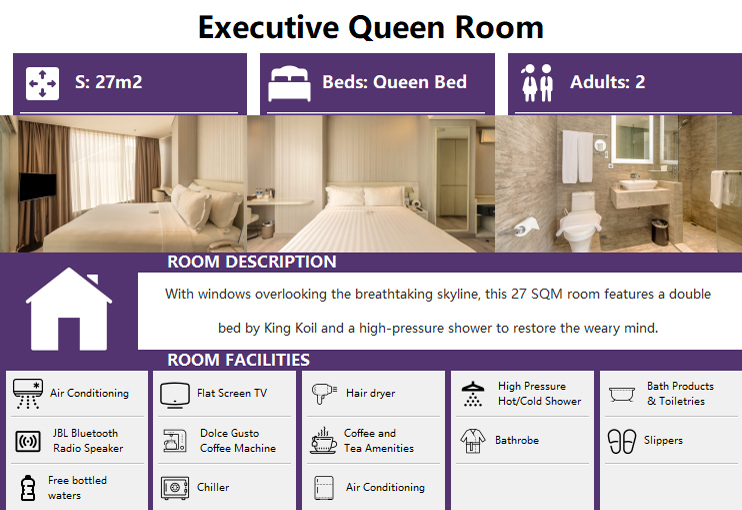 Executive Queen Room
S: 27m2
Beds: Queen Bed
Adults: 2
ROOM DESCRIPTION
With windows overlooking the breathtaking skyline, this 27 SQM room features a double
bed by King Koil and a high-pressure shower to restore the weary mind.
ROOM FACILITIES
Air Conditioning
Flat Screen TV
Hair dryer
High Pressure
Hot/Cold Shower
Bath Products
& Toiletries
JBL Bluetooth
Radio Speaker
Dolce Gusto
Coffee Machine
Coffee and
Tea Amenities
Bathrobe
Slippers
Free bottled
waters
Chiller
Air Conditioning